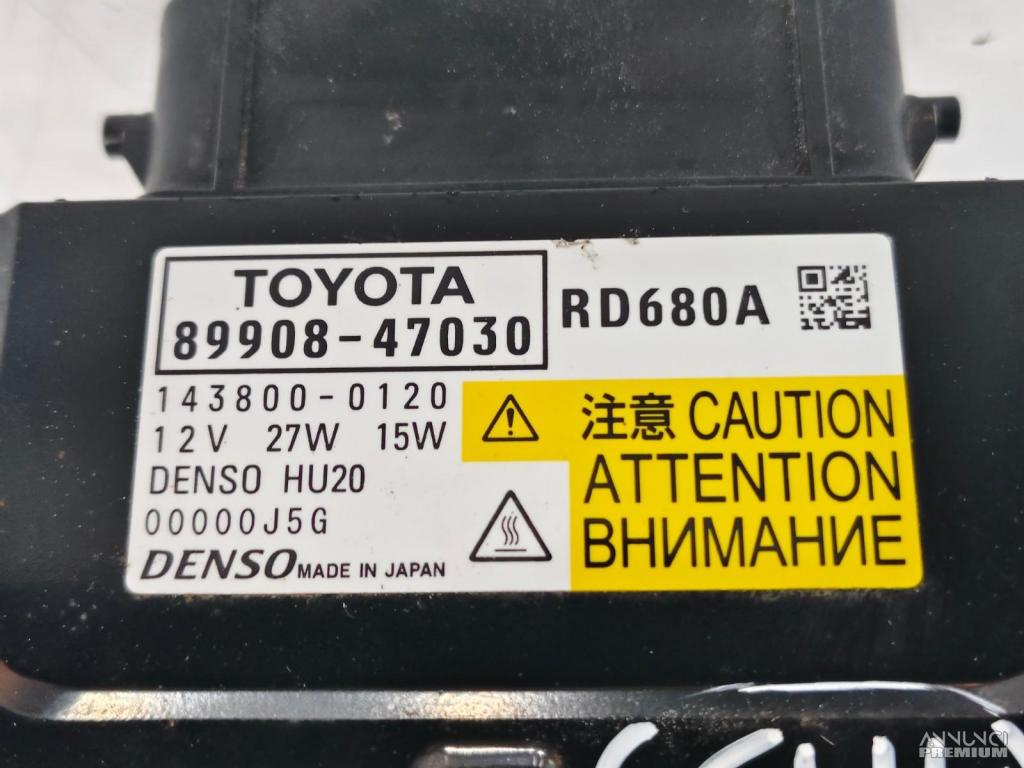 TOYOTA
89908-47030
RD680A
143800-0120
12V 27W 15W
DENSO HU20
00000J5G
DENSO MADE IN JAPAN
注意 CAUTION
ATTENTION
ВНИМАНИЕ
ANNUNCI
PREMIUM